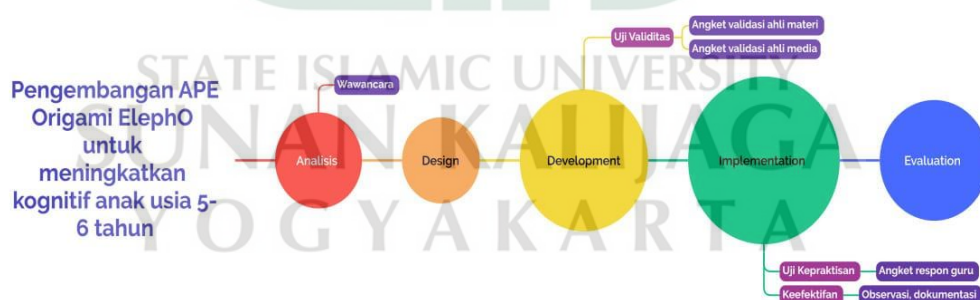 Pengembangan APE
Origami ElephO
untuk
meningkatkan
kognitif anak usia 5-
6 tahun
Analisis
Wawancara
Design
Development
Uji Validitas
Angket validasi ahli materi
Angket validasi ahli media
Implementation
Uji Kepraktisan
Angket respon guru
Keefektifan
Observasi, dokumentasi
Evaluation
STATE ISLAMIC UNIVERSITY
SUNAN KALIJAGA
YOGYAKARTA